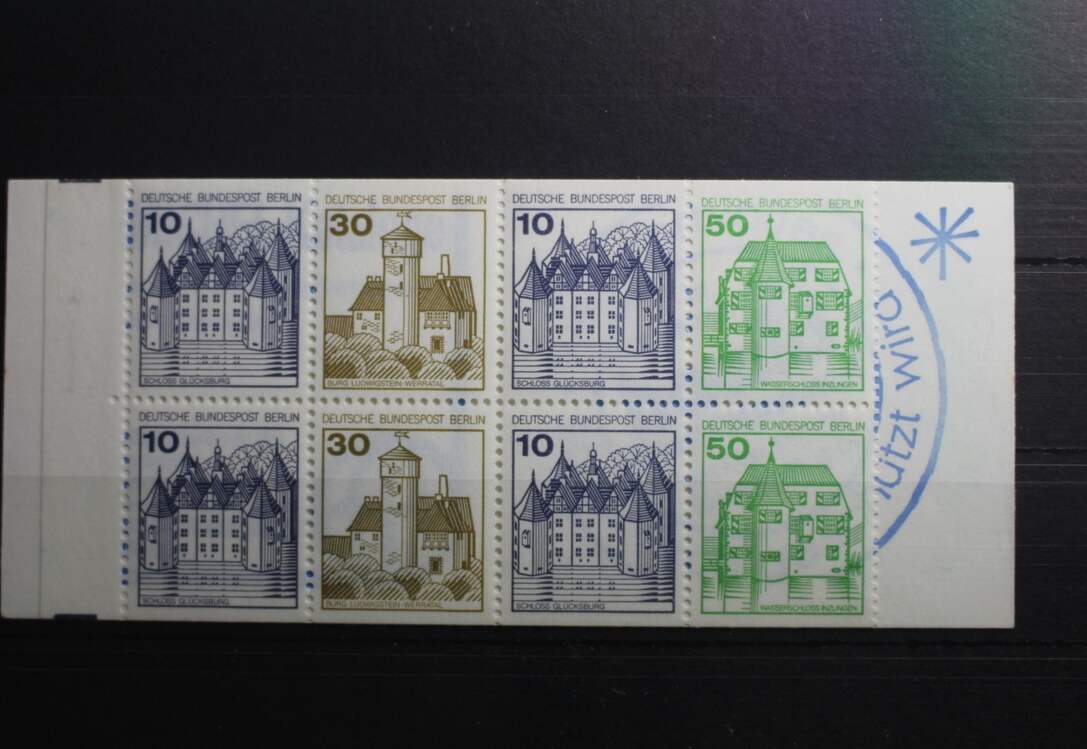 DEUTSCHE BUNDESPOST BERLIN
10
SCHLOSS GLÜCKSBURG
DEUTSCHE BUNDESPOST BERLIN
30
BURG LUDWIGSTEIN·WERRATAL
DEUTSCHE BUNDESPOST BERLIN
10
SCHLOSS GLÜCKSBURG
DEUTSCHE BUNDESPOST BERLIN
50
WASSERSCHLOSS INZLINGEN
DEUTSCHE BUNDESPOST BERLIN
10
SCHLOSS GLÜCKSBURG
DEUTSCHE BUNDESPOST BERLIN
30
BURG LUDWIGSTEIN·WERRATAL
DEUTSCHE BUNDESPOST BERLIN
10
SCHLOSS GLÜCKSBURG
DEUTSCHE BUNDESPOST BERLIN
50
WASSERSCHLOSS INZLINGEN
utzt wird